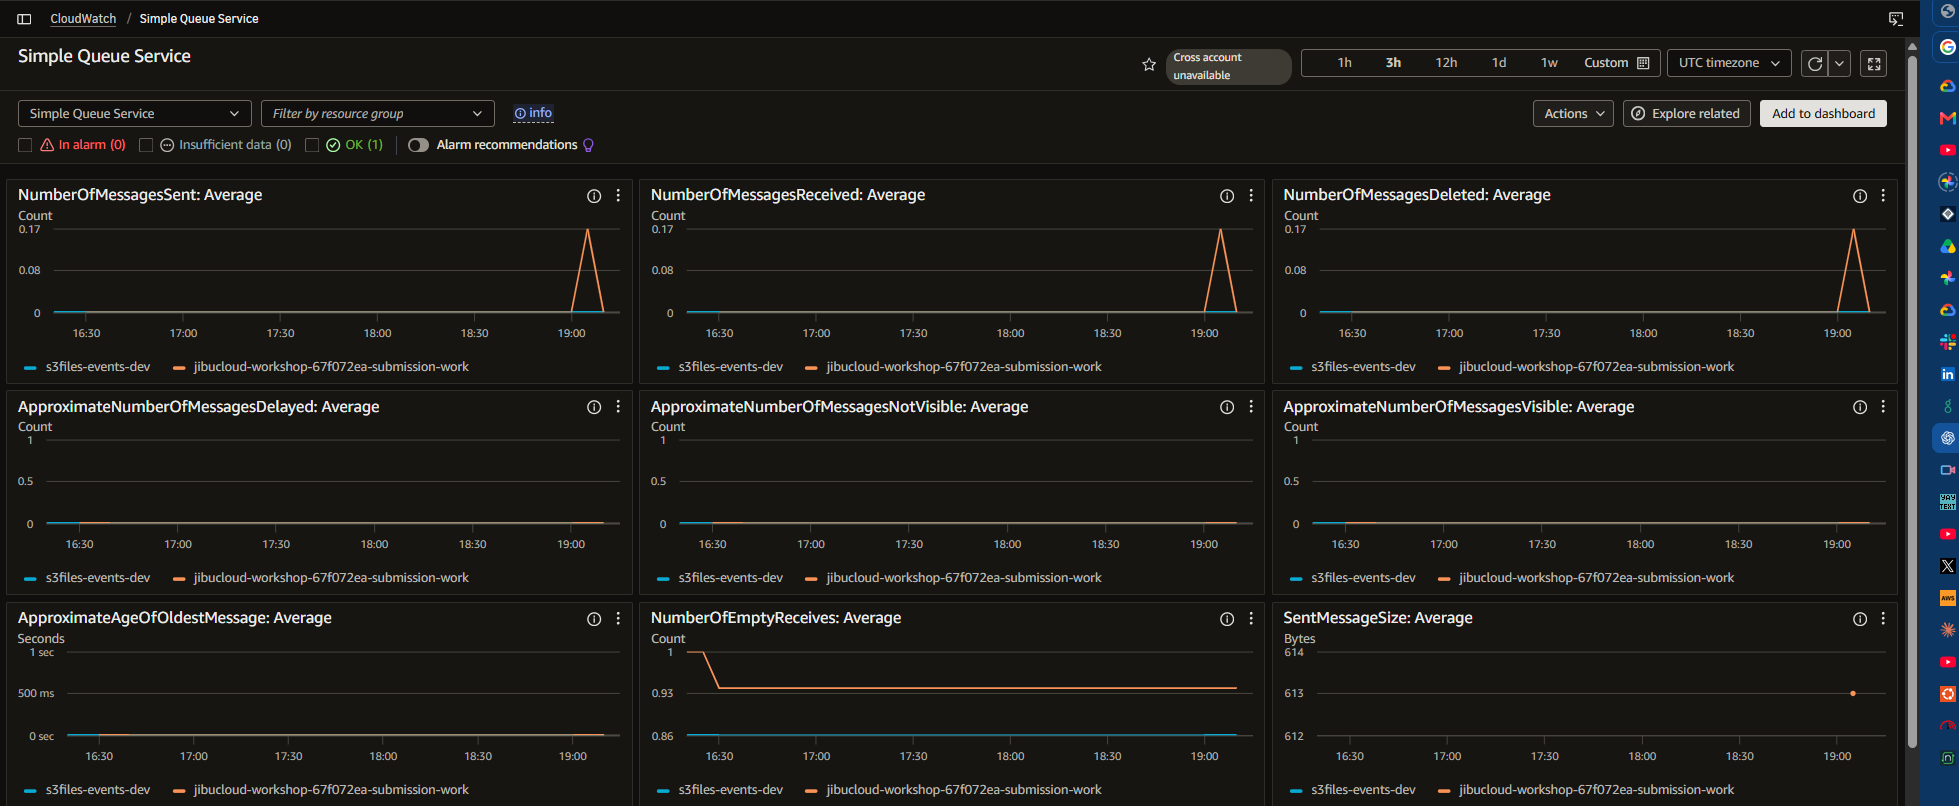 CloudWatch / Simple Queue Service
Simple Queue Service
Cross account unavailable
1h 3h 12h 1d 1w Custom
UTC timezone
Simple Queue Service
Filter by resource group
info
Actions
Explore related
Add to dashboard
In alarm (0)
Insufficient data (0)
OK (1)
Alarm recommendations
NumberOfMessagesSent: Average
Count
0.17
0.08
0
16:30 17:00 17:30 18:00 18:30 19:00
s3files-events-dev jibucloud-workshop-67f072ea-submission-work
NumberOfMessagesReceived: Average
Count
0.17
0.08
0
16:30 17:00 17:30 18:00 18:30 19:00
s3files-events-dev jibucloud-workshop-67f072ea-submission-work
NumberOfMessagesDeleted: Average
Count
0.17
0.08
0
16:30 17:00 17:30 18:00 18:30 19:00
s3files-events-dev jibucloud-workshop-67f072ea-submission-work
ApproximateNumberOfMessagesDelayed: Average
Count
1
0.5
0
16:30 17:00 17:30 18:00 18:30 19:00
s3files-events-dev jibucloud-workshop-67f072ea-submission-work
ApproximateNumberOfMessagesNotVisible: Average
Count
1
0.5
0
16:30 17:00 17:30 18:00 18:30 19:00
s3files-events-dev jibucloud-workshop-67f072ea-submission-work
ApproximateNumberOfMessagesVisible: Average
Count
1
0.5
0
16:30 17:00 17:30 18:00 18:30 19:00
s3files-events-dev jibucloud-workshop-67f072ea-submission-work
ApproximateAgeOfOldestMessage: Average
Seconds
1 sec
500 ms
0 sec
16:30 17:00 17:30 18:00 18:30 19:00
s3files-events-dev jibucloud-workshop-67f072ea-submission-work
NumberOfEmptyReceives: Average
Count
1
0.93
0.86
16:30 17:00 17:30 18:00 18:30 19:00
s3files-events-dev jibucloud-workshop-67f072ea-submission-work
SentMessageSize: Average
Bytes
614
613
612
16:30 17:00 17:30 18:00 18:30 19:00
s3files-events-dev jibucloud-workshop-67f072ea-submission-work